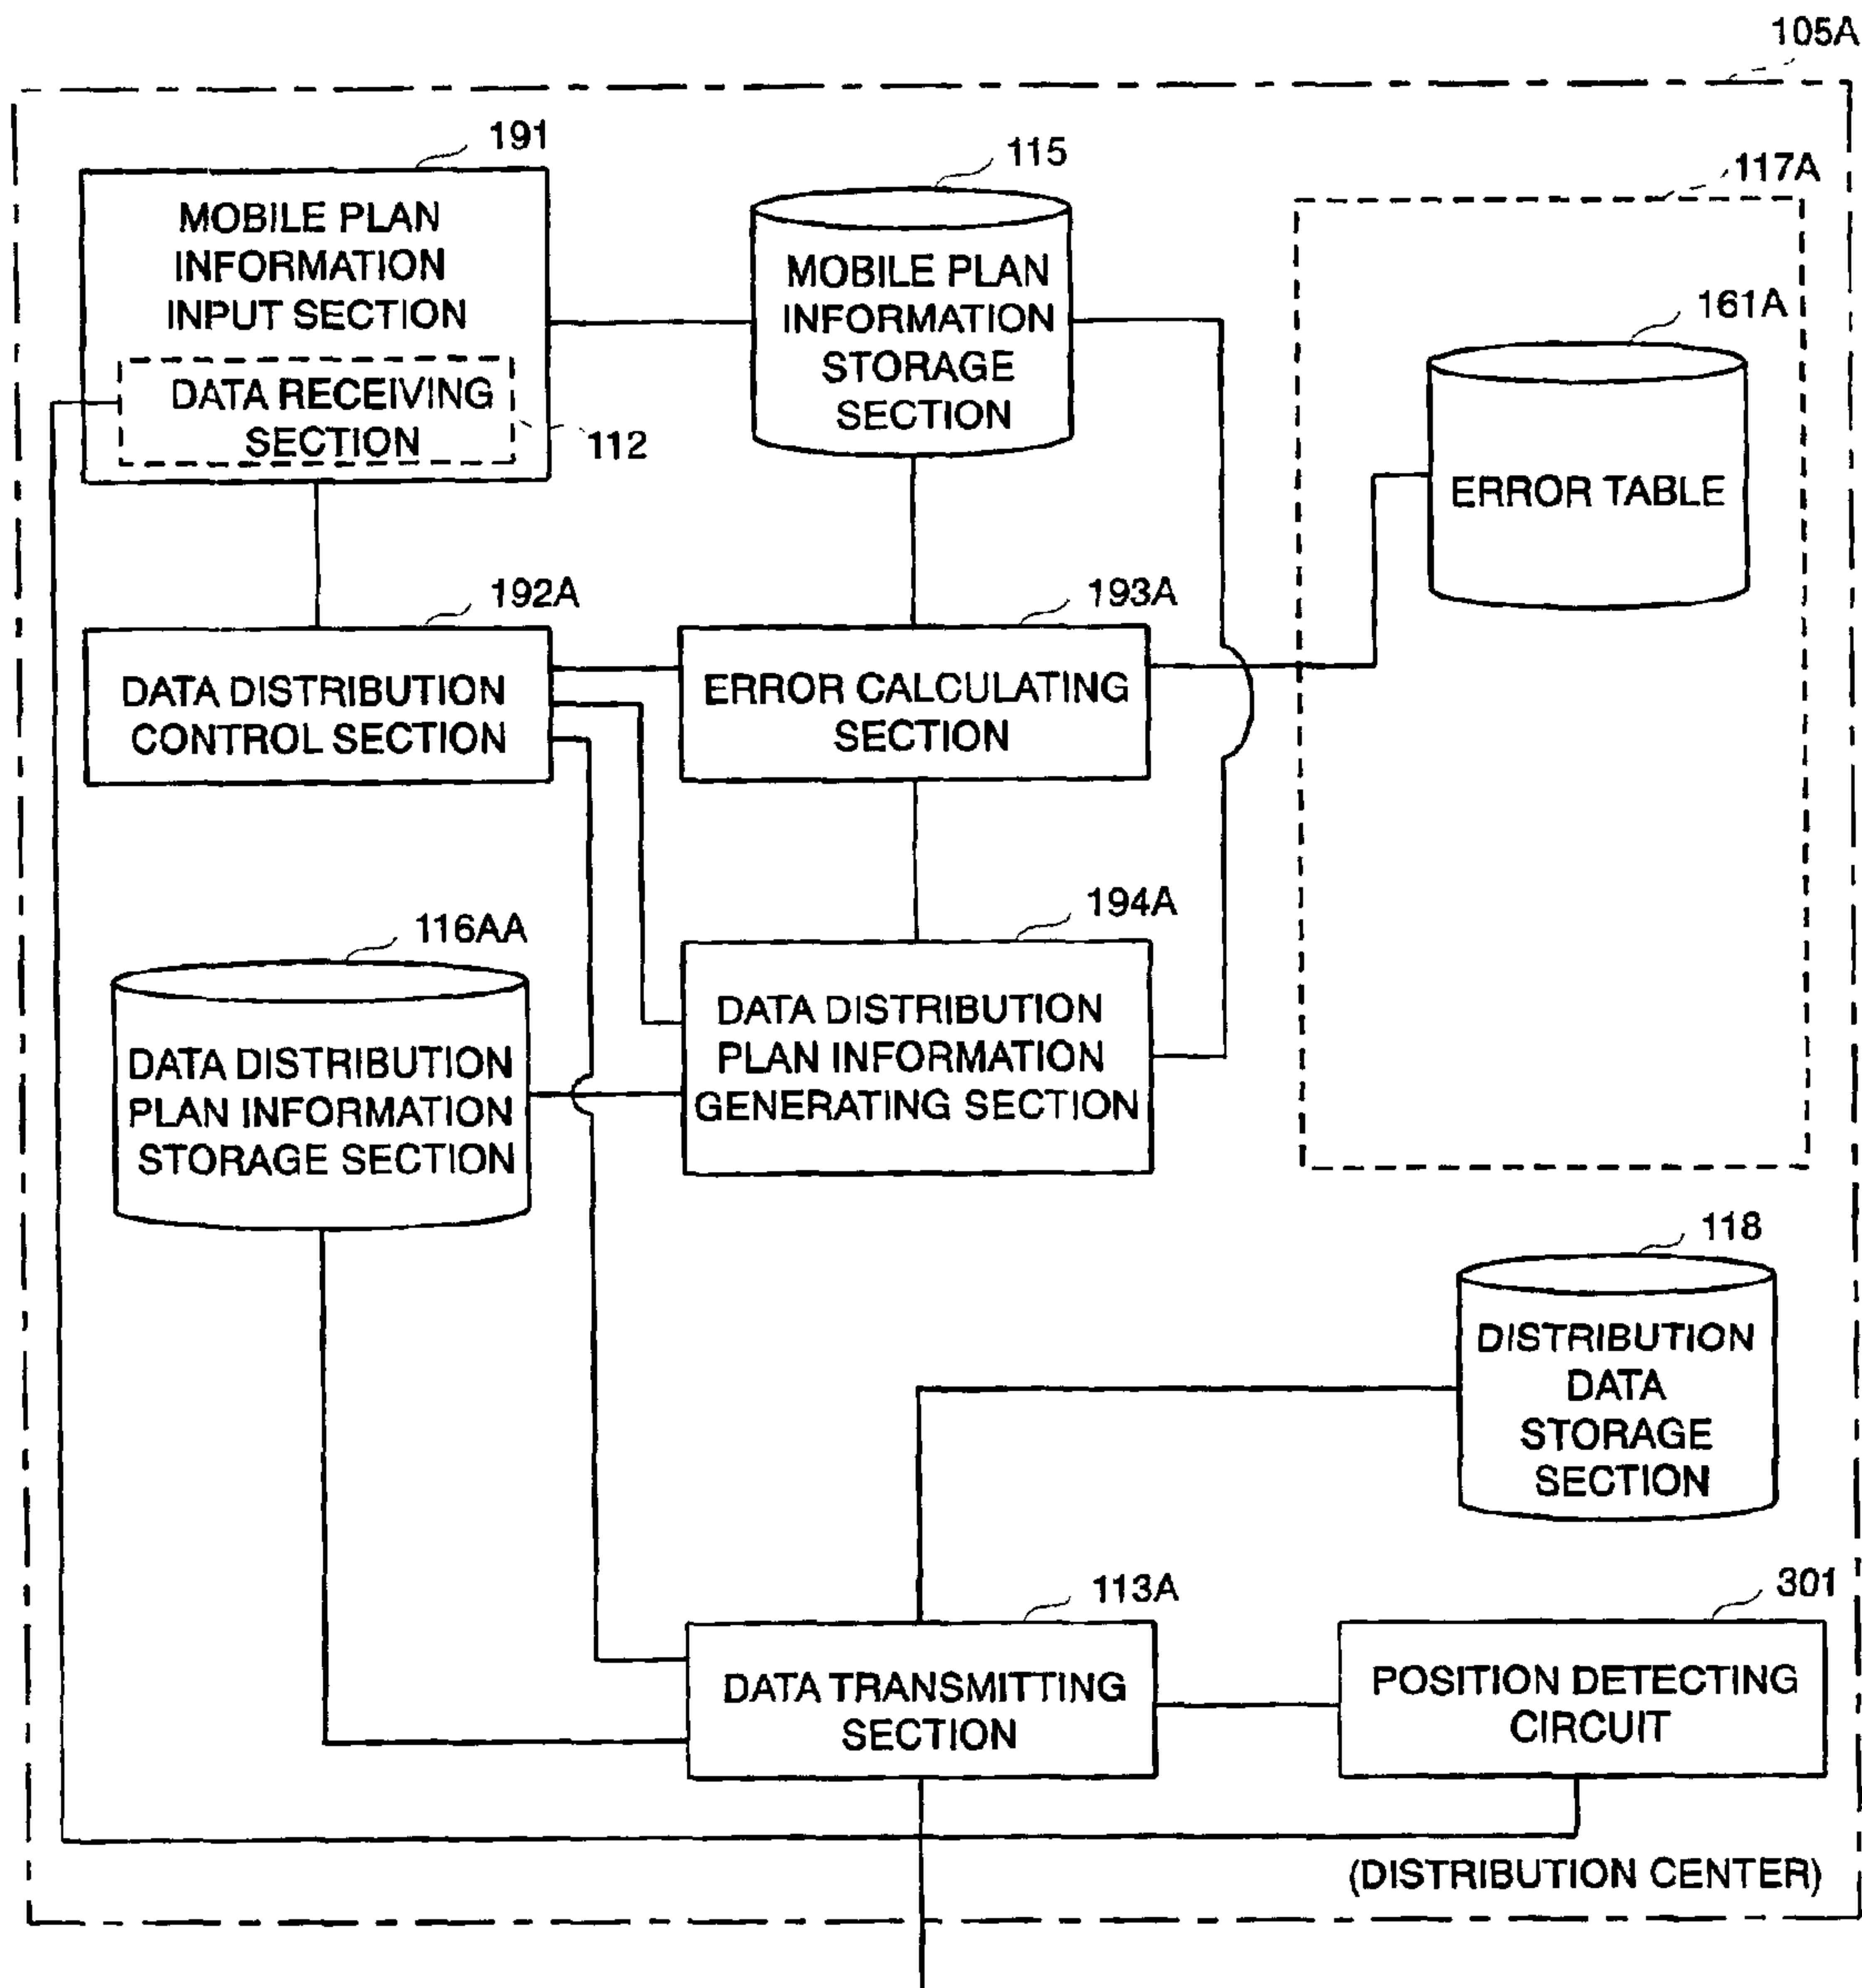 105A
191
MOBILE PLAN
INFORMATION
INPUT SECTION
DATA RECEIVING
SECTION
112
115
MOBILE PLAN
INFORMATION
STORAGE
SECTION
117A
161A
ERROR TABLE
192A
DATA DISTRIBUTION
CONTROL SECTION
193A
ERROR CALCULATING
SECTION
116AA
DATA DISTRIBUTION
PLAN INFORMATION
STORAGE SECTION
194A
DATA DISTRIBUTION
PLAN INFORMATION
GENERATING SECTION
118
DISTRIBUTION
DATA
STORAGE
SECTION
113A
DATA TRANSMITTING
SECTION
301
POSITION DETECTING
CIRCUIT
(DISTRIBUTION CENTER)